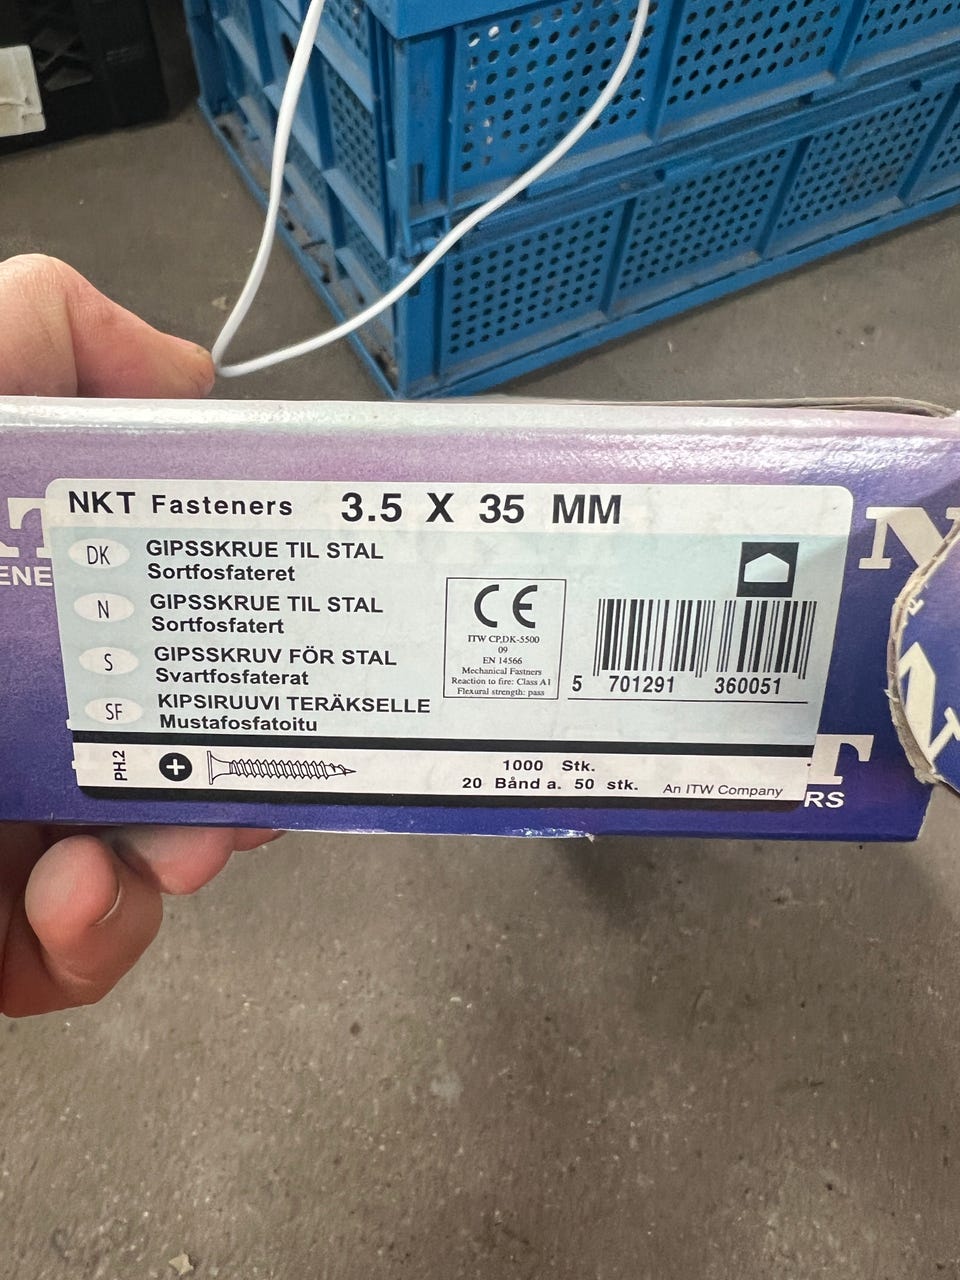 NKT Fasteners 3.5 X 35 MM
DK GIPSSKRUE TIL STAL
Sortfosfateret
N GIPSSKRUE TIL STAL
Sortfosfatert
S GIPSSKRUV FÖR STAL
Svartfosfaterat
SF KIPSIRUUVI TERÄKSELLE
Mustafosfatoitu
CE
ITW CP,DK-5500
09
EN 14566
Mechanical Fastners
Reaction to fire: Class A1
Flexural strength: pass
5 701291 360051
PH.2
1000 Stk.
20 Bånd a. 50 stk.
An ITW Company
T
ENE
N
T
RS